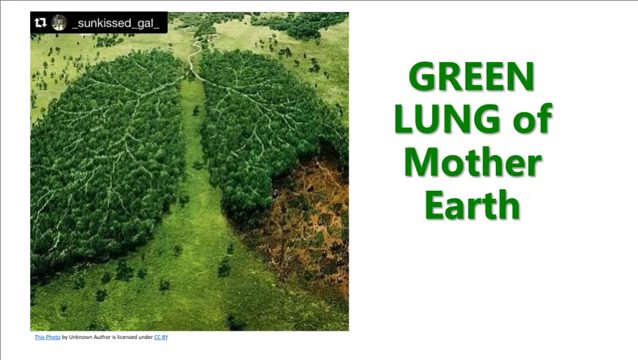 _sunkissed_gal_
GREEN
LUNG of
Mother
Earth
This Photo by Unknown Author is licensed under CC BY